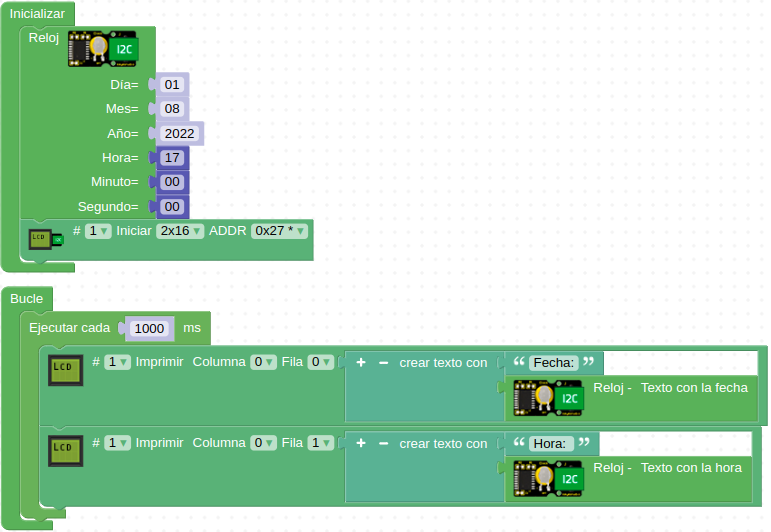 Inicializar
Reloj I2C
Día= 01
Mes= 08
Año= 2022
Hora= 17
Minuto= 00
Segundo= 00
LCD # 1 Iniciar 2x16 ADDR 0x27 *
Bucle
Ejecutar cada 1000 ms
LCD # 1 Imprimir Columna 0 Fila 0 + − crear texto con “ Fecha: ”
I2C Reloj - Texto con la fecha
LCD # 1 Imprimir Columna 0 Fila 1 + − crear texto con “ Hora: ”
I2C Reloj - Texto con la hora